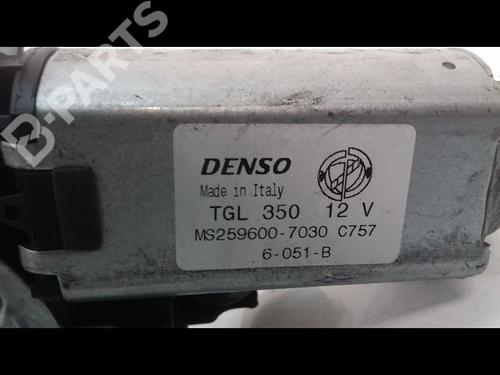 B-PARTS
DENSO
Made in Italy
TGL 350 12 V
MS259600-7030 C757
6-051-B